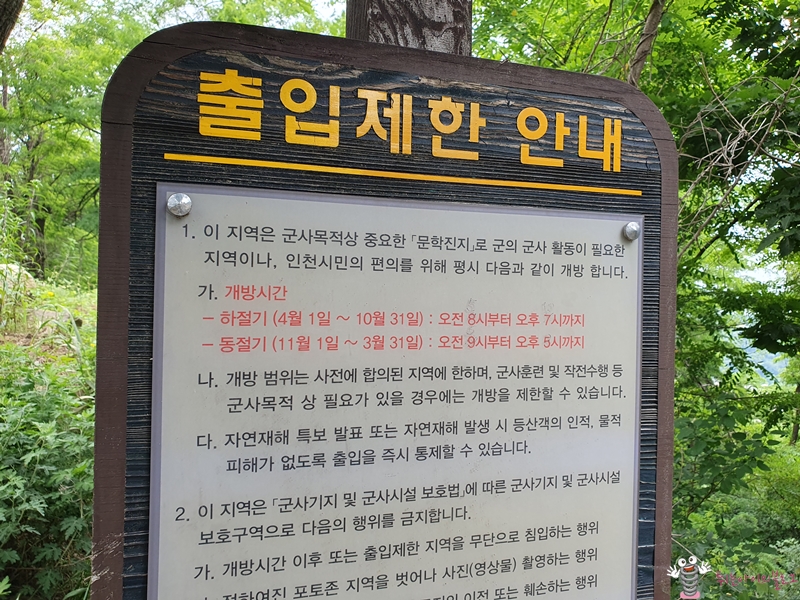 출입제한 안내
1. 이 지역은 군사목적상 중요한 「문학진지」로 군의 군사 활동이 필요한
지역이나, 인천시민의 편의를 위해 평시 다음과 같이 개방 합니다.
가. 개방시간
- 하절기 (4월 1일 ~ 10월 31일) : 오전 8시부터 오후 7시까지
- 동절기 (11월 1일 ~ 3월 31일) : 오전 9시부터 오후 5시까지
나. 개방 범위는 사전에 합의된 지역에 한하며, 군사훈련 및 작전수행 등
군사목적 상 필요가 있을 경우에는 개방을 제한할 수 있습니다.
다. 자연재해 특보 발표 또는 자연재해 발생 시 등산객의 인적, 물적
피해가 없도록 출입을 즉시 통제할 수 있습니다.
2. 이 지역은 「군사기지 및 군사시설 보호법」에 따른 군사기지 및 군사시설
보호구역으로 다음의 행위를 금지합니다.
가. 개방시간 이후 또는 출입제한 지역을 무단으로 침입하는 행위
정하여진 포토존 지역을 벗어나 사진(영상물) 촬영하는 행위
이전 또는 훼손하는 행위